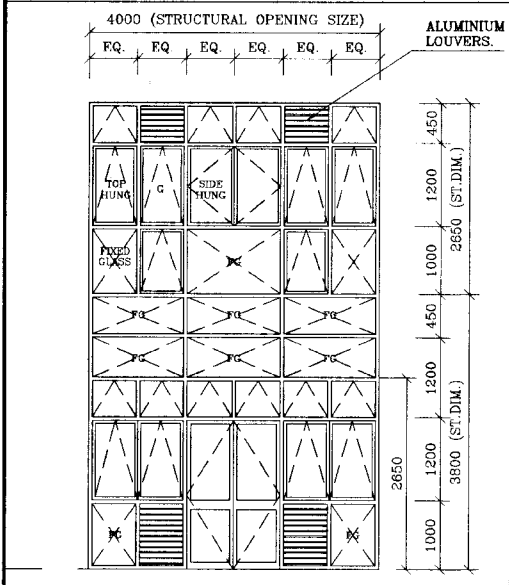 4000 (STRUCTURAL OPENING SIZE)
ALUMINIUM
LOUVERS.
EQ. EQ. EQ. EQ. EQ. EQ.
450
TOP
HUNG
G
SIDE
HUNG
1200
2650 (ST.DIM.)
FIXED
GLASS
FG
1000
FG FG FG
450
FG FG FG
1200
2650
1200
3800 (ST.DIM.)
FG
FG
1000